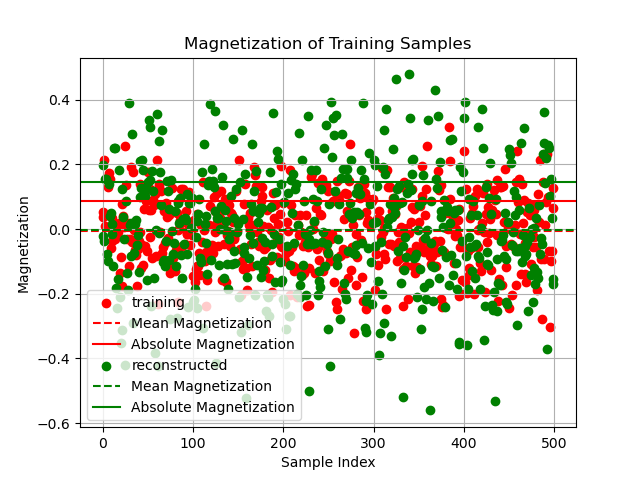 Magnetization of Training Samples
Magnetization
0.4
0.2
0.0
−0.2
−0.4
−0.6
training
Mean Magnetization
Absolute Magnetization
reconstructed
Mean Magnetization
Absolute Magnetization
0 100 200 300 400 500
Sample Index